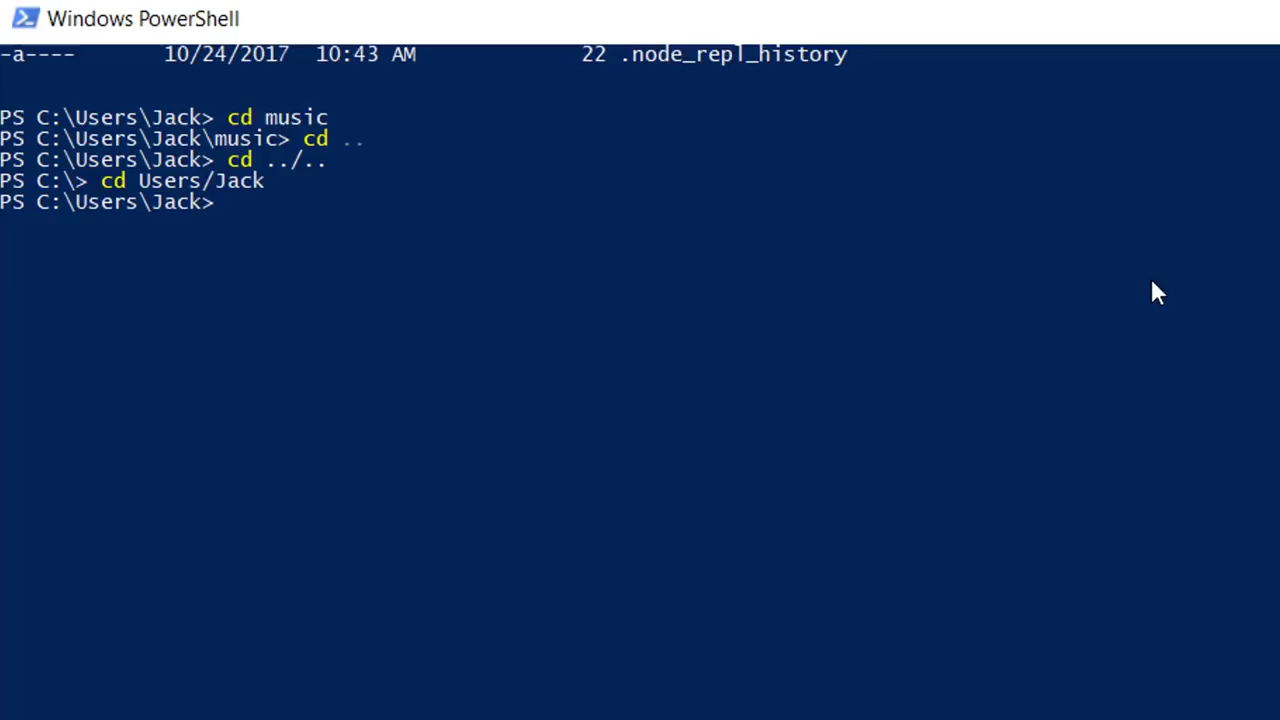 Windows PowerShell
-a---- 10/24/2017 10:43 AM 22 .node_repl_history
PS C:\Users\Jack> cd music
PS C:\Users\Jack\music> cd ..
PS C:\Users\Jack> cd ../..
PS C:\> cd Users/Jack
PS C:\Users\Jack>